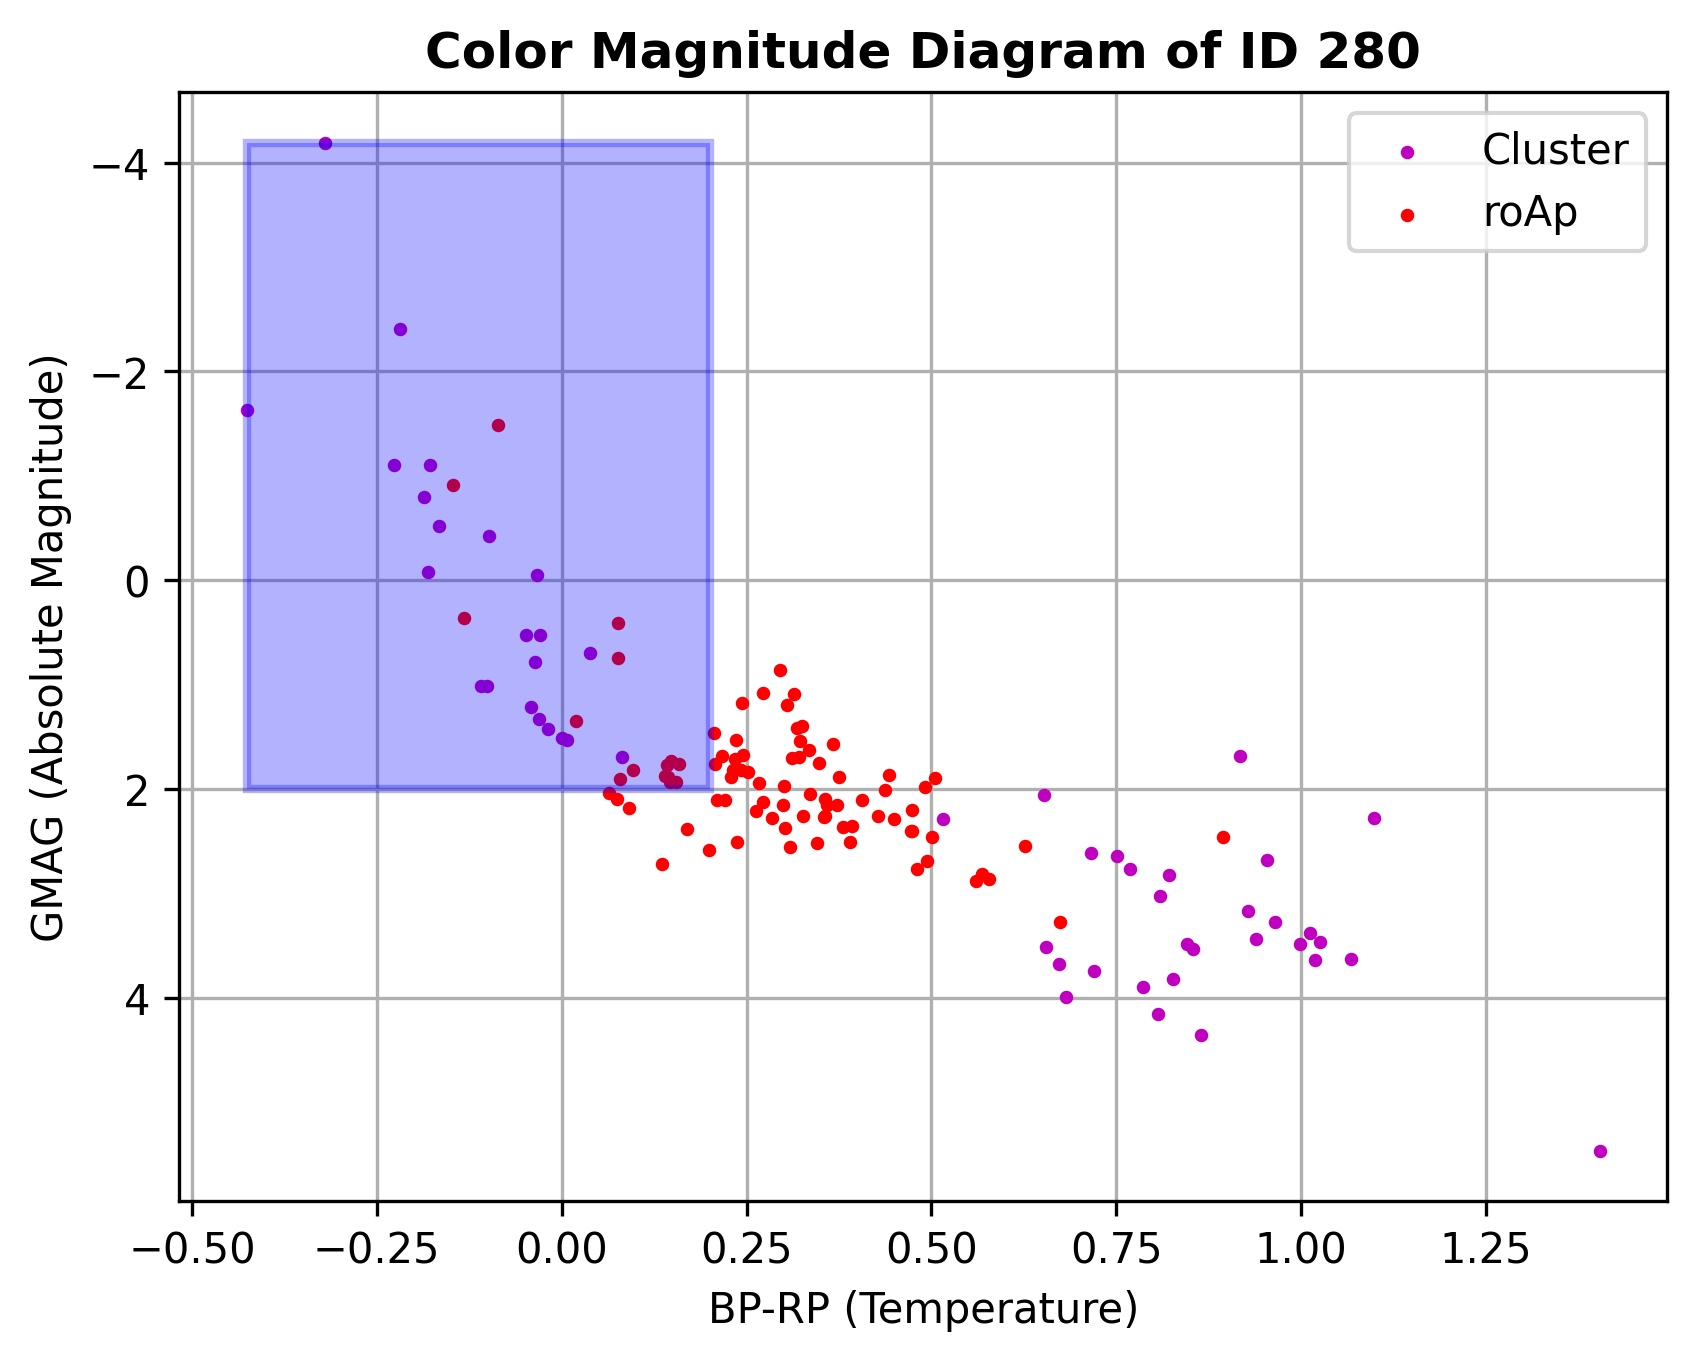 Color Magnitude Diagram of ID 280
Cluster
roAp
GMAG (Absolute Magnitude)
−4
−2
0
2
4
−0.50 −0.25 0.00 0.25 0.50 0.75 1.00 1.25
BP-RP (Temperature)